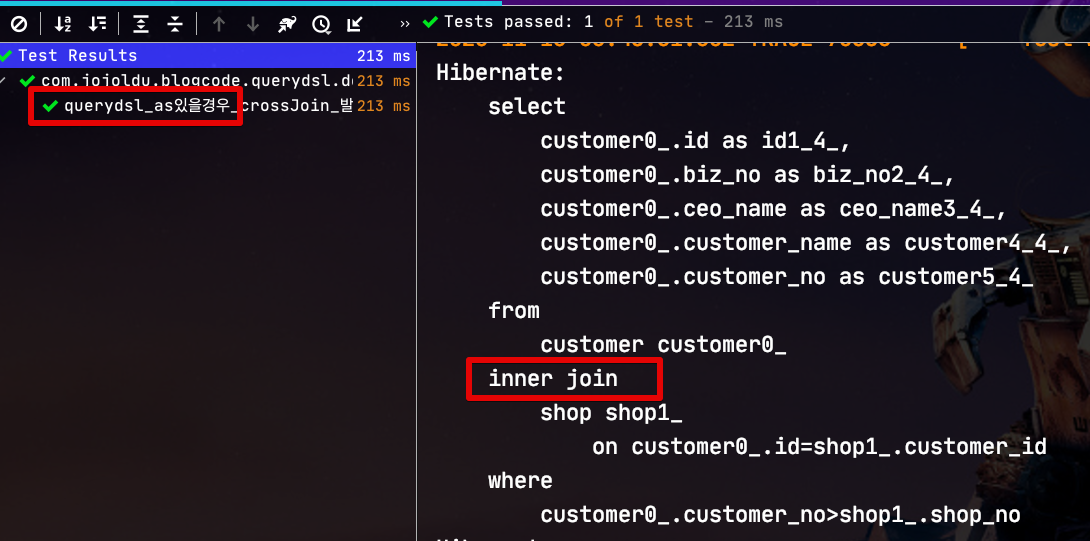 Tests passed: 1 of 1 test – 213 ms
Test Results 213 ms
com.jojoldu.blogcode.querydsl.d 213 ms
querydsl_as있을경우_crossJoin_발 213 ms
Hibernate:
select
customer0_.id as id1_4_,
customer0_.biz_no as biz_no2_4_,
customer0_.ceo_name as ceo_name3_4_,
customer0_.customer_name as customer4_4_,
customer0_.customer_no as customer5_4_
from
customer customer0_
inner join
shop shop1_
on customer0_.id=shop1_.customer_id
where
customer0_.customer_no>shop1_.shop_no